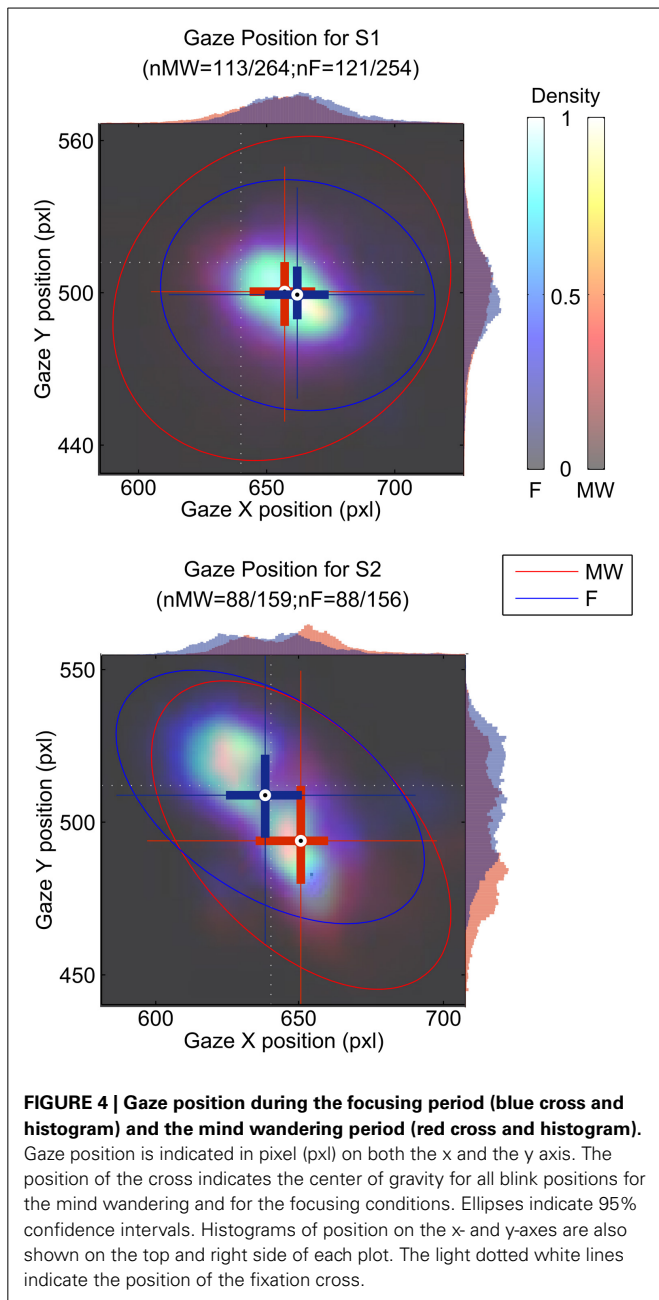 Gaze Position for S1
(nMW=113/264;nF=121/254)
Density
560
500
440
Gaze Y position (pxl)
600
650
700
Gaze X position (pxl)
1
0.5
0
F
MW
Gaze Position for S2
(nMW=88/159;nF=88/156)
MW
F
550
500
450
Gaze Y position (pxl)
600
650
700
Gaze X position (pxl)
FIGURE 4 | Gaze position during the focusing period (blue cross and
histogram) and the mind wandering period (red cross and histogram).
Gaze position is indicated in pixel (pxl) on both the x and the y axis. The
position of the cross indicates the center of gravity for all blink positions for
the mind wandering and for the focusing conditions. Ellipses indicate 95%
confidence intervals. Histograms of position on the x- and y-axes are also
shown on the top and right side of each plot. The light dotted white lines
indicate the position of the fixation cross.